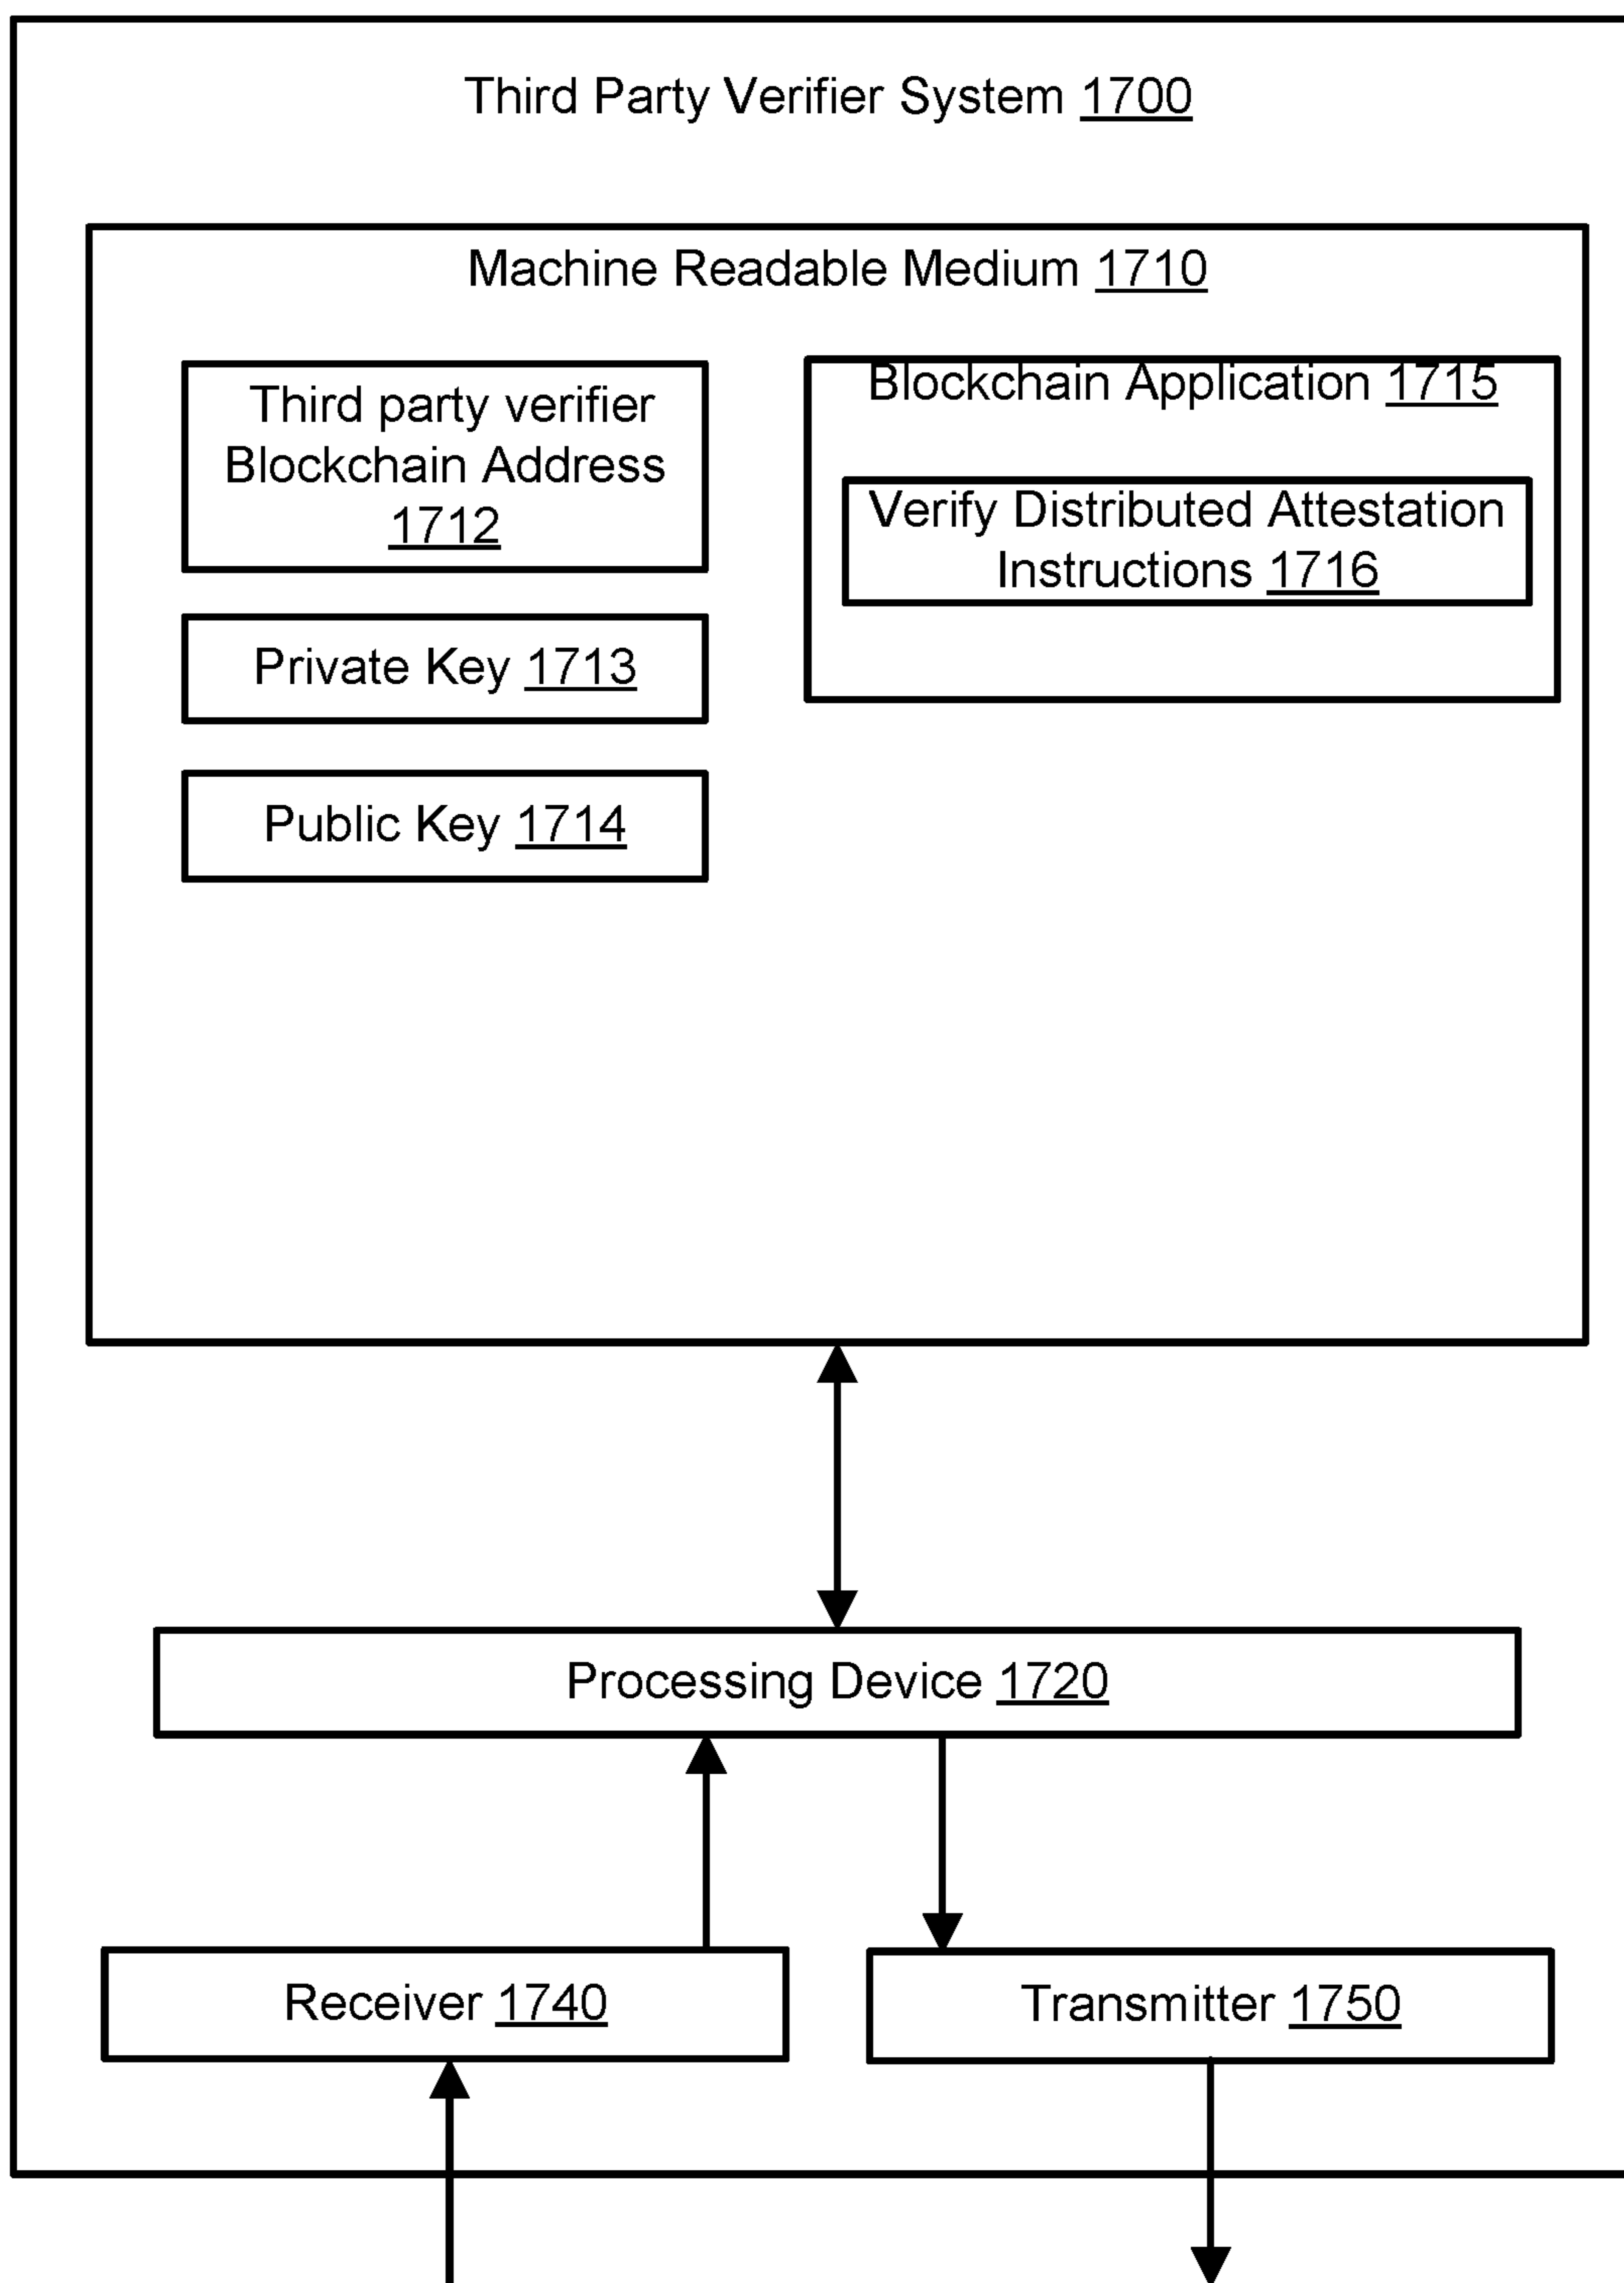 Third Party Verifier System 1700
Machine Readable Medium 1710
Third party verifier
Blockchain Address
1712
Private Key 1713
Public Key 1714
Blockchain Application 1715
Verify Distributed Attestation
Instructions 1716
Processing Device 1720
Receiver 1740
Transmitter 1750